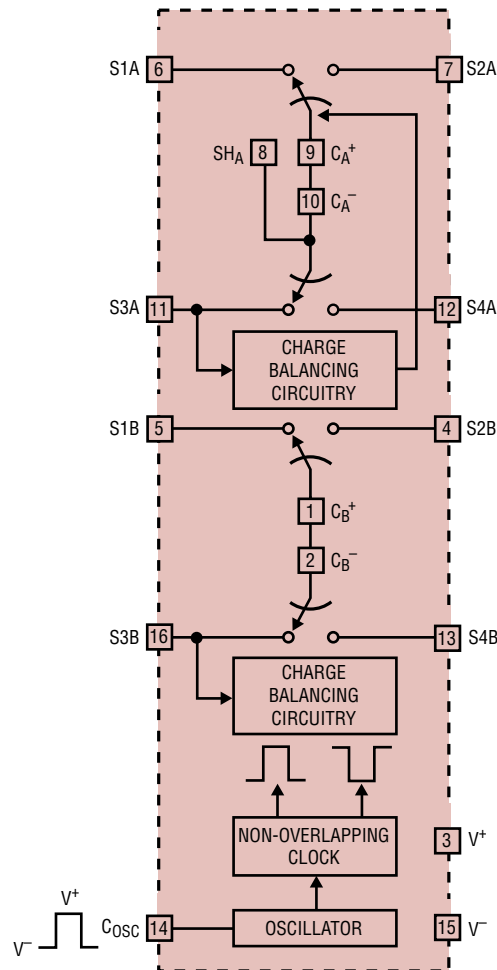 S1A 6 7 S2A
SHA 8 9 CA+
10 CA−
S3A 11 12 S4A
CHARGE
BALANCING
CIRCUITRY
S1B 5 4 S2B
1 CB+
2 CB−
S3B 16 13 S4B
CHARGE
BALANCING
CIRCUITRY
NON-OVERLAPPING
CLOCK
3 V+
V+
V− COSC 14 OSCILLATOR 15 V−